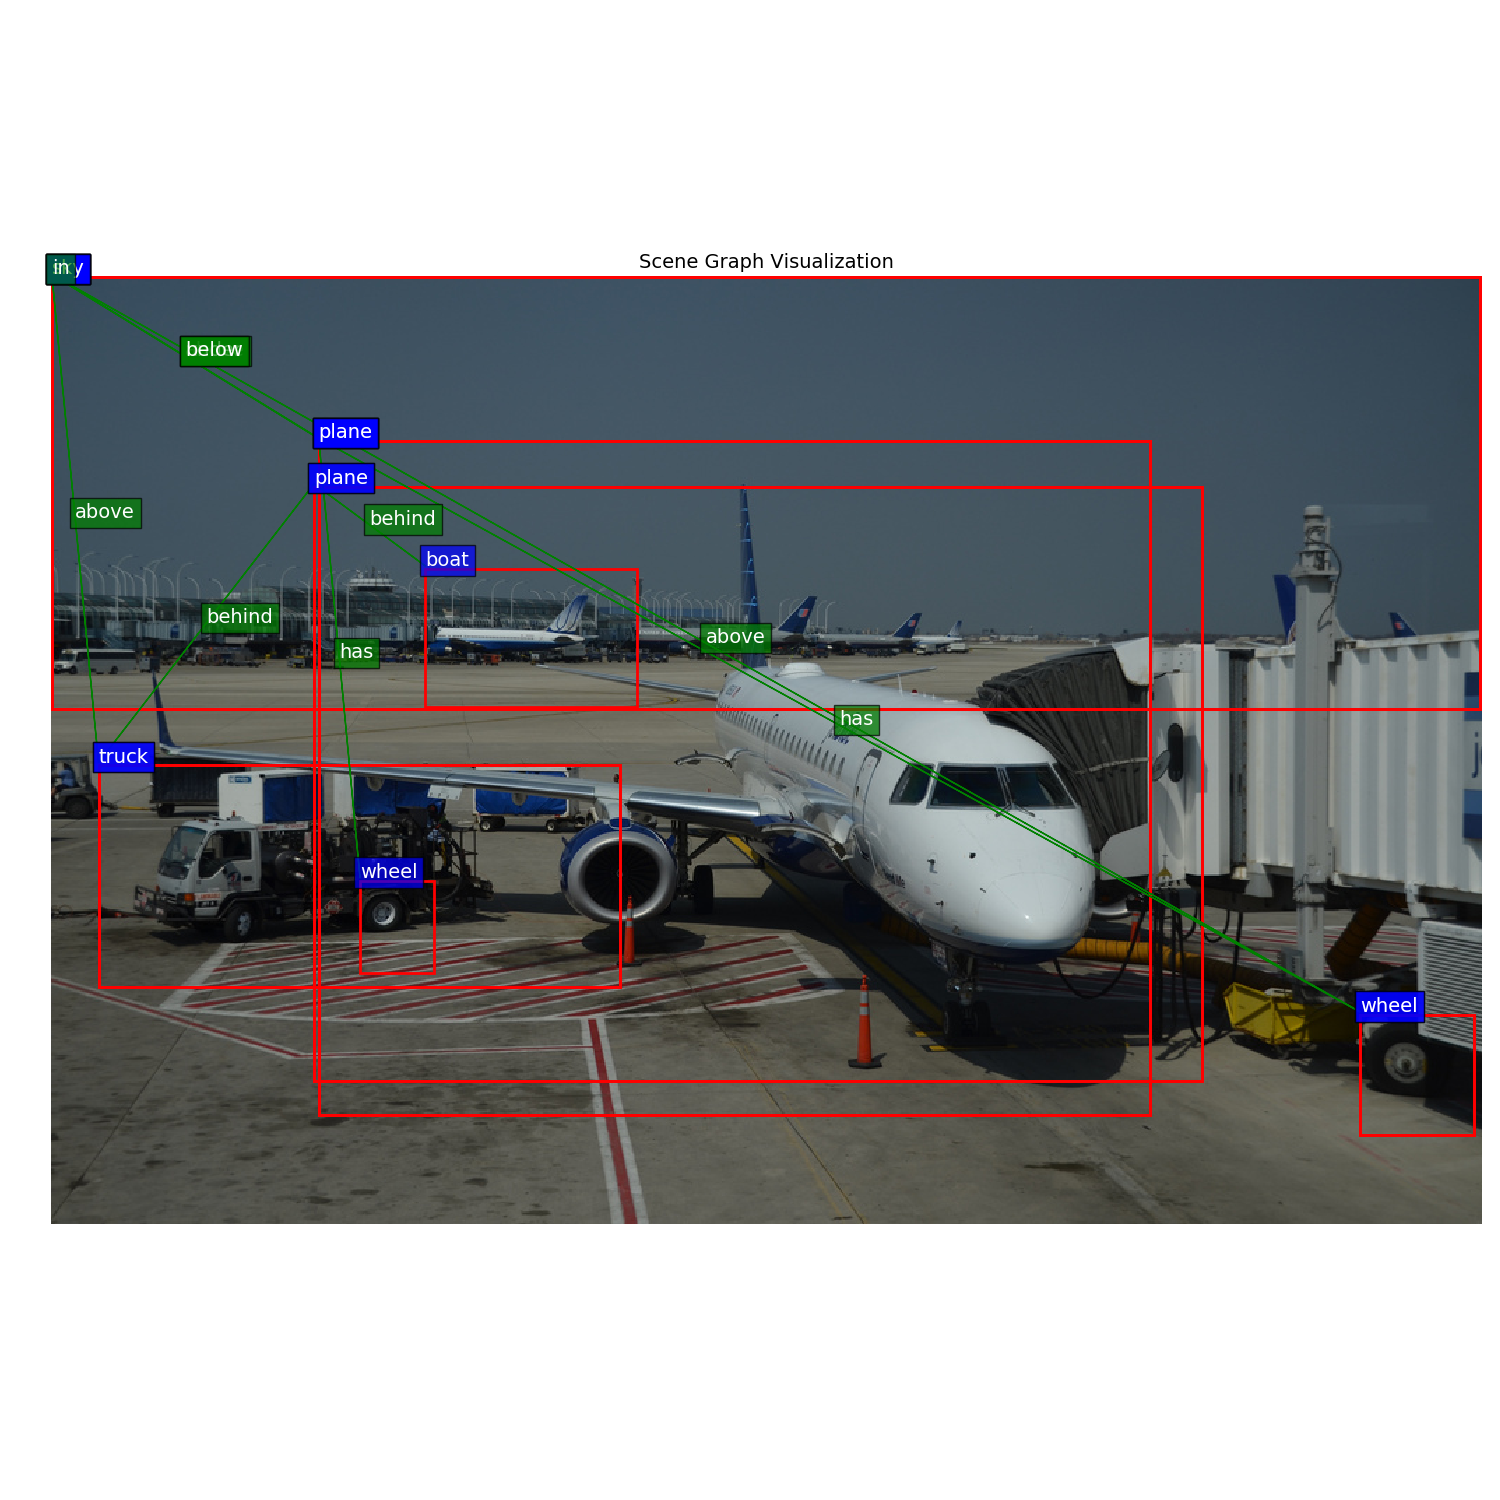 Scene Graph Visualization
in
y
below
plane
plane
above
behind
boat
behind
has
above
has
truck
wheel
wheel